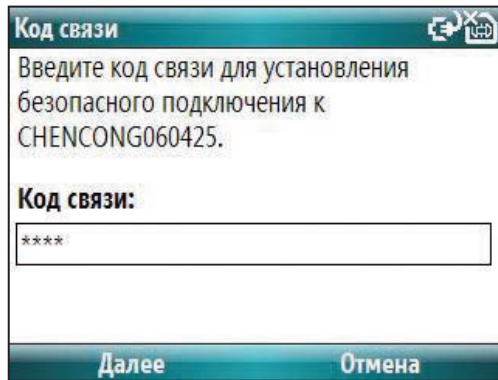 Код связи
Введите код связи для установления
безопасного подключения к
CHENCONG060425.
Код связи:
****
Далее
Отмена